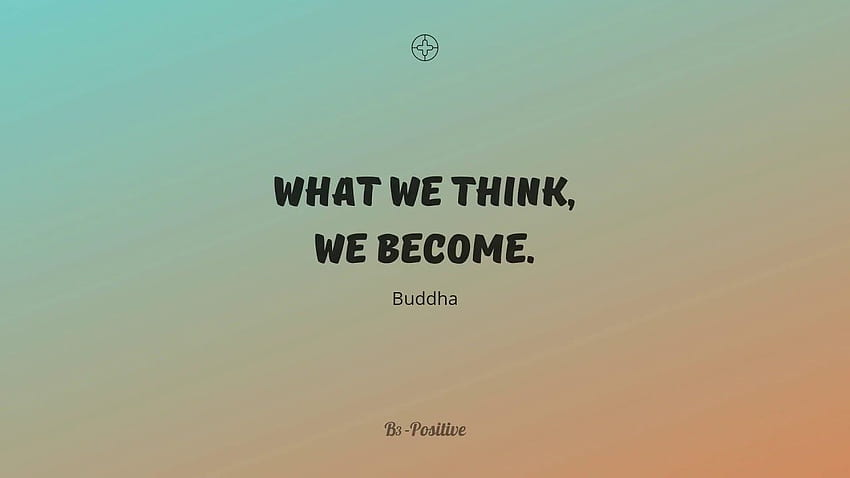 WHAT WE THINK,
WE BECOME.
Buddha
B3-Positive